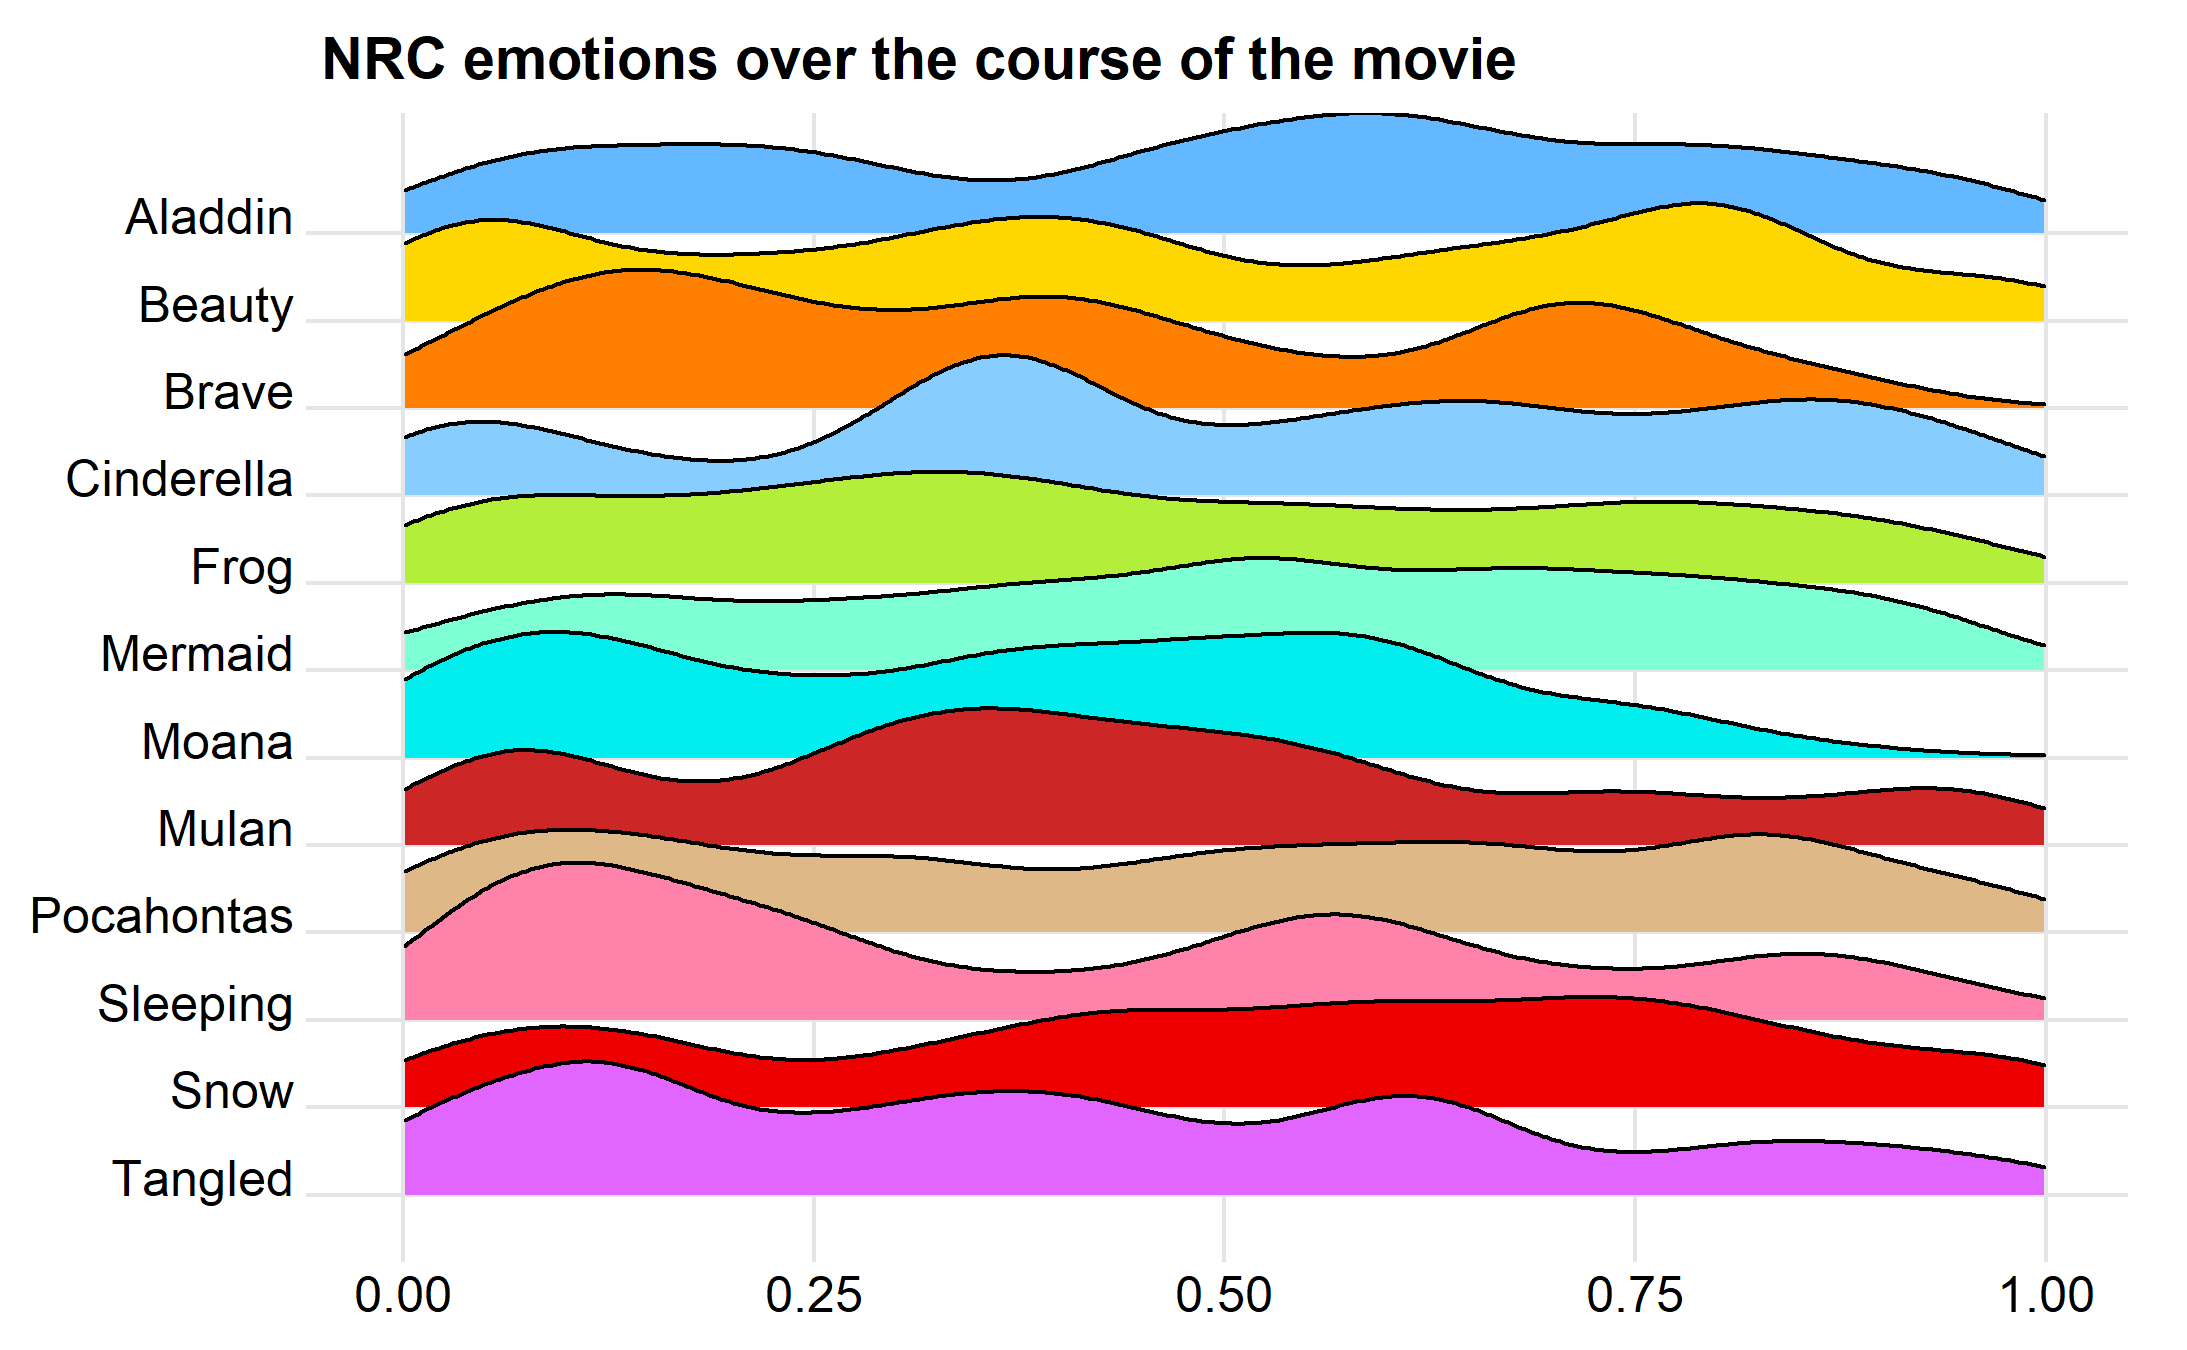 NRC emotions over the course of the movie
Aladdin
Beauty
Brave
Cinderella
Frog
Mermaid
Moana
Mulan
Pocahontas
Sleeping
Snow
Tangled
0.00 0.25 0.50 0.75 1.00